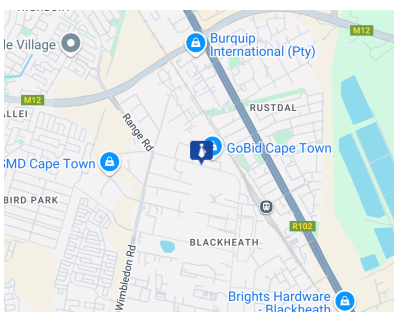 le Village
Burquip
International (Pty)
M12
RUSTDAL
M12
ALLEI
Range Rd
GoBid Cape Town
SMD Cape Town
BIRD PARK
R102
BLACKHEATH
Wimbledon Rd
Brights Hardware
- Blackheath